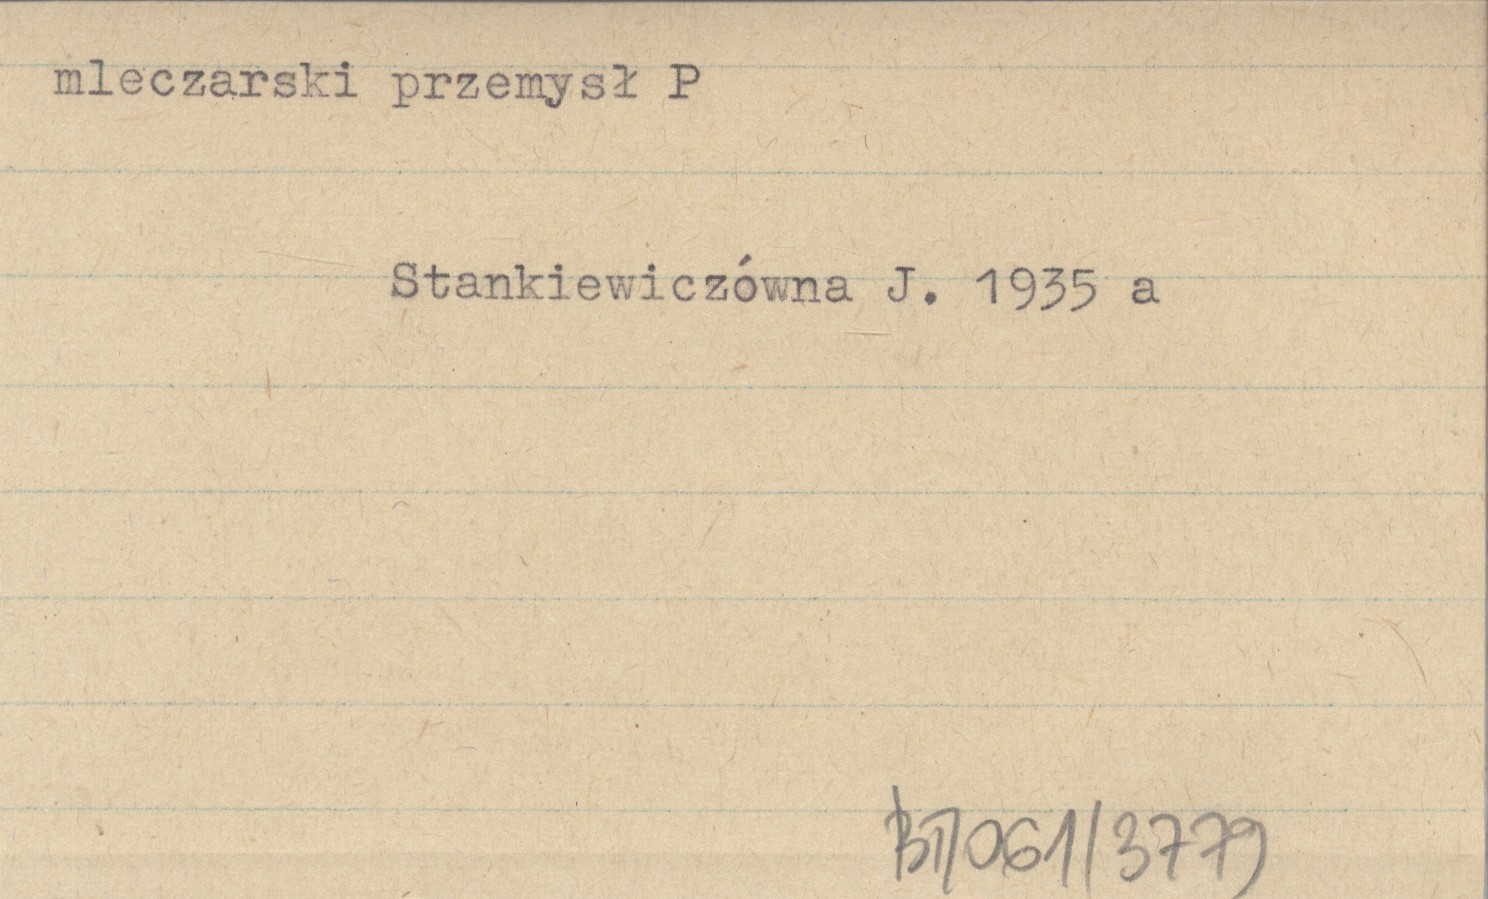 mleczarski przemysł P
Stankiewiczówna J. 1935 a
BT/061/3779